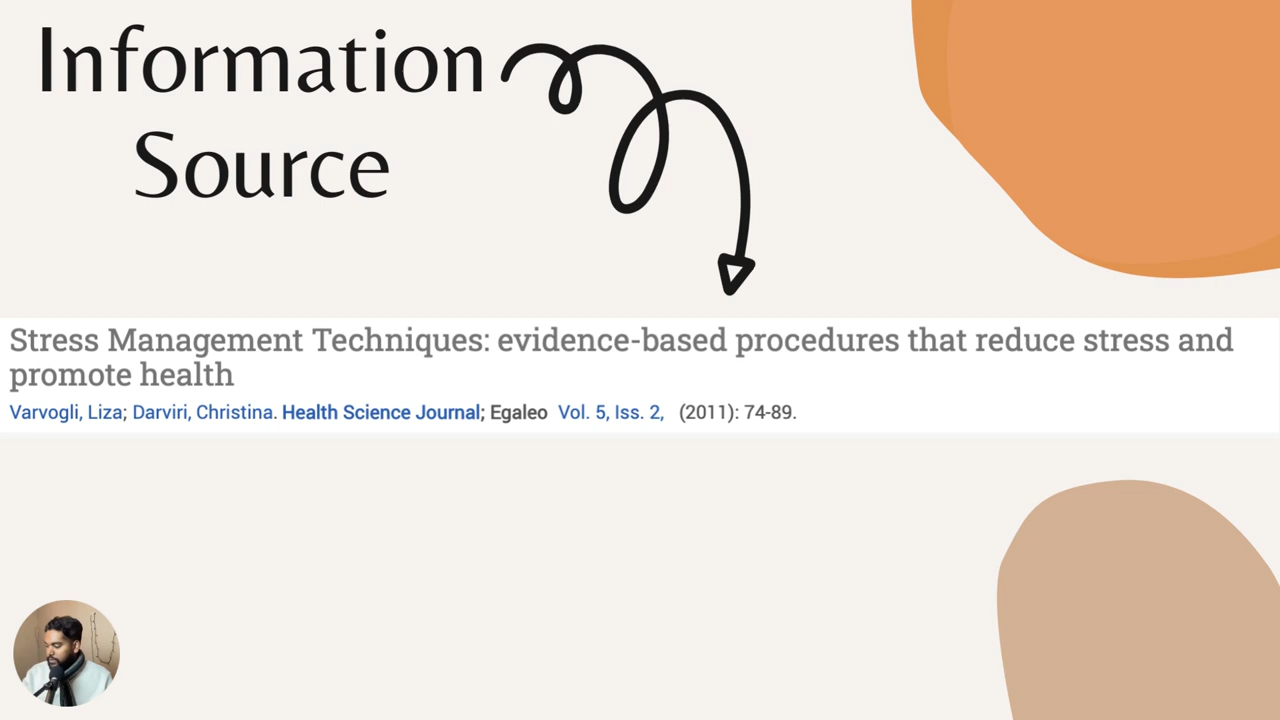 Information
Source
Stress Management Techniques: evidence-based procedures that reduce stress and
promote health
Varvogli, Liza; Darviri, Christina. Health Science Journal; Egaleo Vol. 5, Iss. 2, (2011): 74-89.